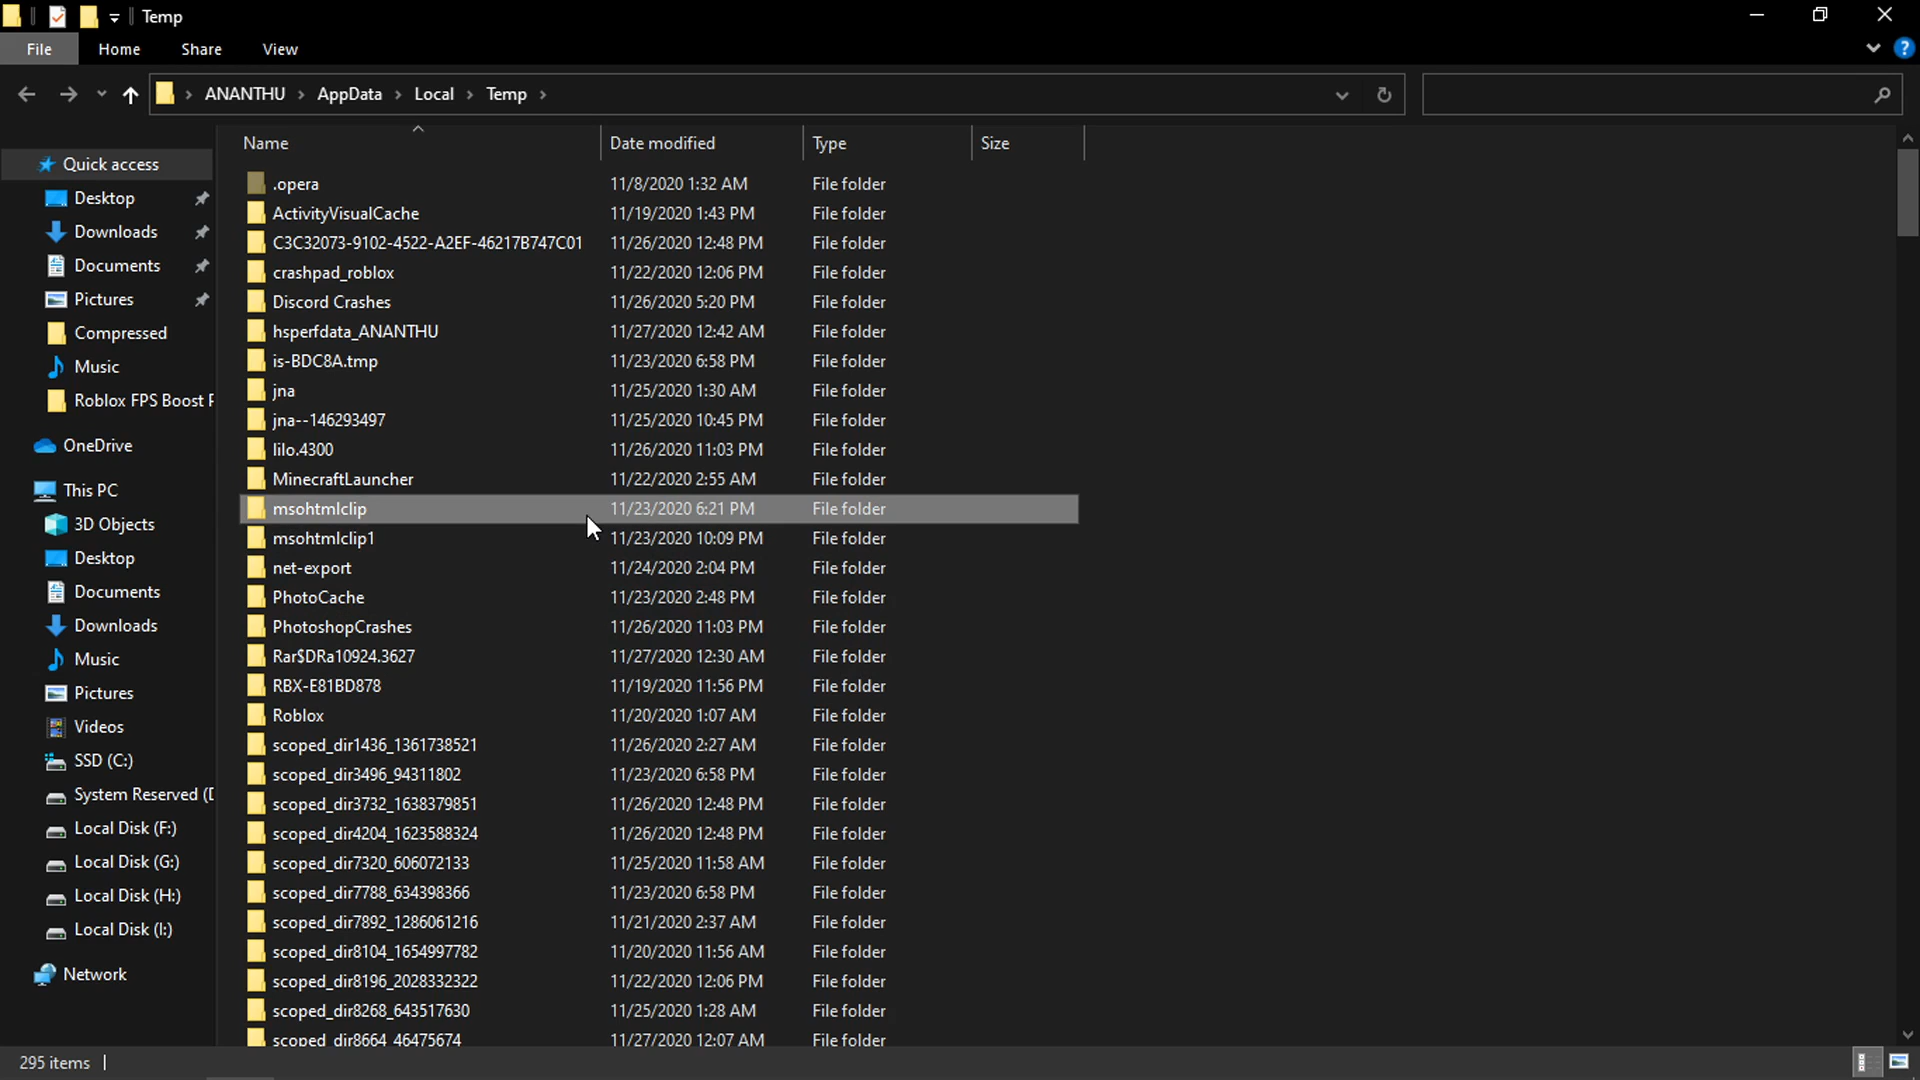 Temp
File Home Share View
ANANTHU AppData Local Temp
Name Date modified Type Size
Quick access
Desktop
Downloads
Documents
Pictures
Compressed
Music
Roblox FPS Boost
OneDrive
This PC
3D Objects
Desktop
Documents
Downloads
Music
Pictures
Videos
SSD (C:)
System Reserved
Local Disk (F:)
Local Disk (G:)
Local Disk (H:)
Local Disk (I:)
Network
.opera 11/8/2020 1:32 AM File folder
ActivityVisualCache 11/19/2020 1:43 PM File folder
C3C32073-9102-4522-A2EF-46217B747C01 11/26/2020 12:48 PM File folder
crashpad_roblox 11/22/2020 12:06 PM File folder
Discord Crashes 11/26/2020 5:20 PM File folder
hsperfdata_ANANTHU 11/27/2020 12:42 AM File folder
is-BDC8A.tmp 11/23/2020 6:58 PM File folder
jna 11/25/2020 1:30 AM File folder
jna--146293497 11/25/2020 10:45 PM File folder
lilo.4300 11/26/2020 11:03 PM File folder
MinecraftLauncher 11/22/2020 2:55 AM File folder
msohtmlclip 11/23/2020 6:21 PM File folder
msohtmlclip1 11/23/2020 10:09 PM File folder
net-export 11/24/2020 2:04 PM File folder
PhotoCache 11/23/2020 2:48 PM File folder
PhotoshopCrashes 11/26/2020 11:03 PM File folder
Rar$DRa10924.3627 11/27/2020 12:30 AM File folder
RBX-E81BD878 11/19/2020 11:56 PM File folder
Roblox 11/20/2020 1:07 AM File folder
scoped_dir1436_1361738521 11/26/2020 2:27 AM File folder
scoped_dir3496_94311802 11/23/2020 6:58 PM File folder
scoped_dir3732_1638379851 11/26/2020 12:48 PM File folder
scoped_dir4204_1623588324 11/26/2020 12:48 PM File folder
scoped_dir7320_606072133 11/25/2020 11:58 AM File folder
scoped_dir7788_634398366 11/23/2020 6:58 PM File folder
scoped_dir7892_1286061216 11/21/2020 2:37 AM File folder
scoped_dir8104_1654997782 11/20/2020 11:56 AM File folder
scoped_dir8196_2028332322 11/22/2020 12:06 PM File folder
scoped_dir8268_643517630 11/25/2020 1:28 AM File folder
scoped_dir8664_46475674 11/27/2020 12:07 AM File folder
295 items